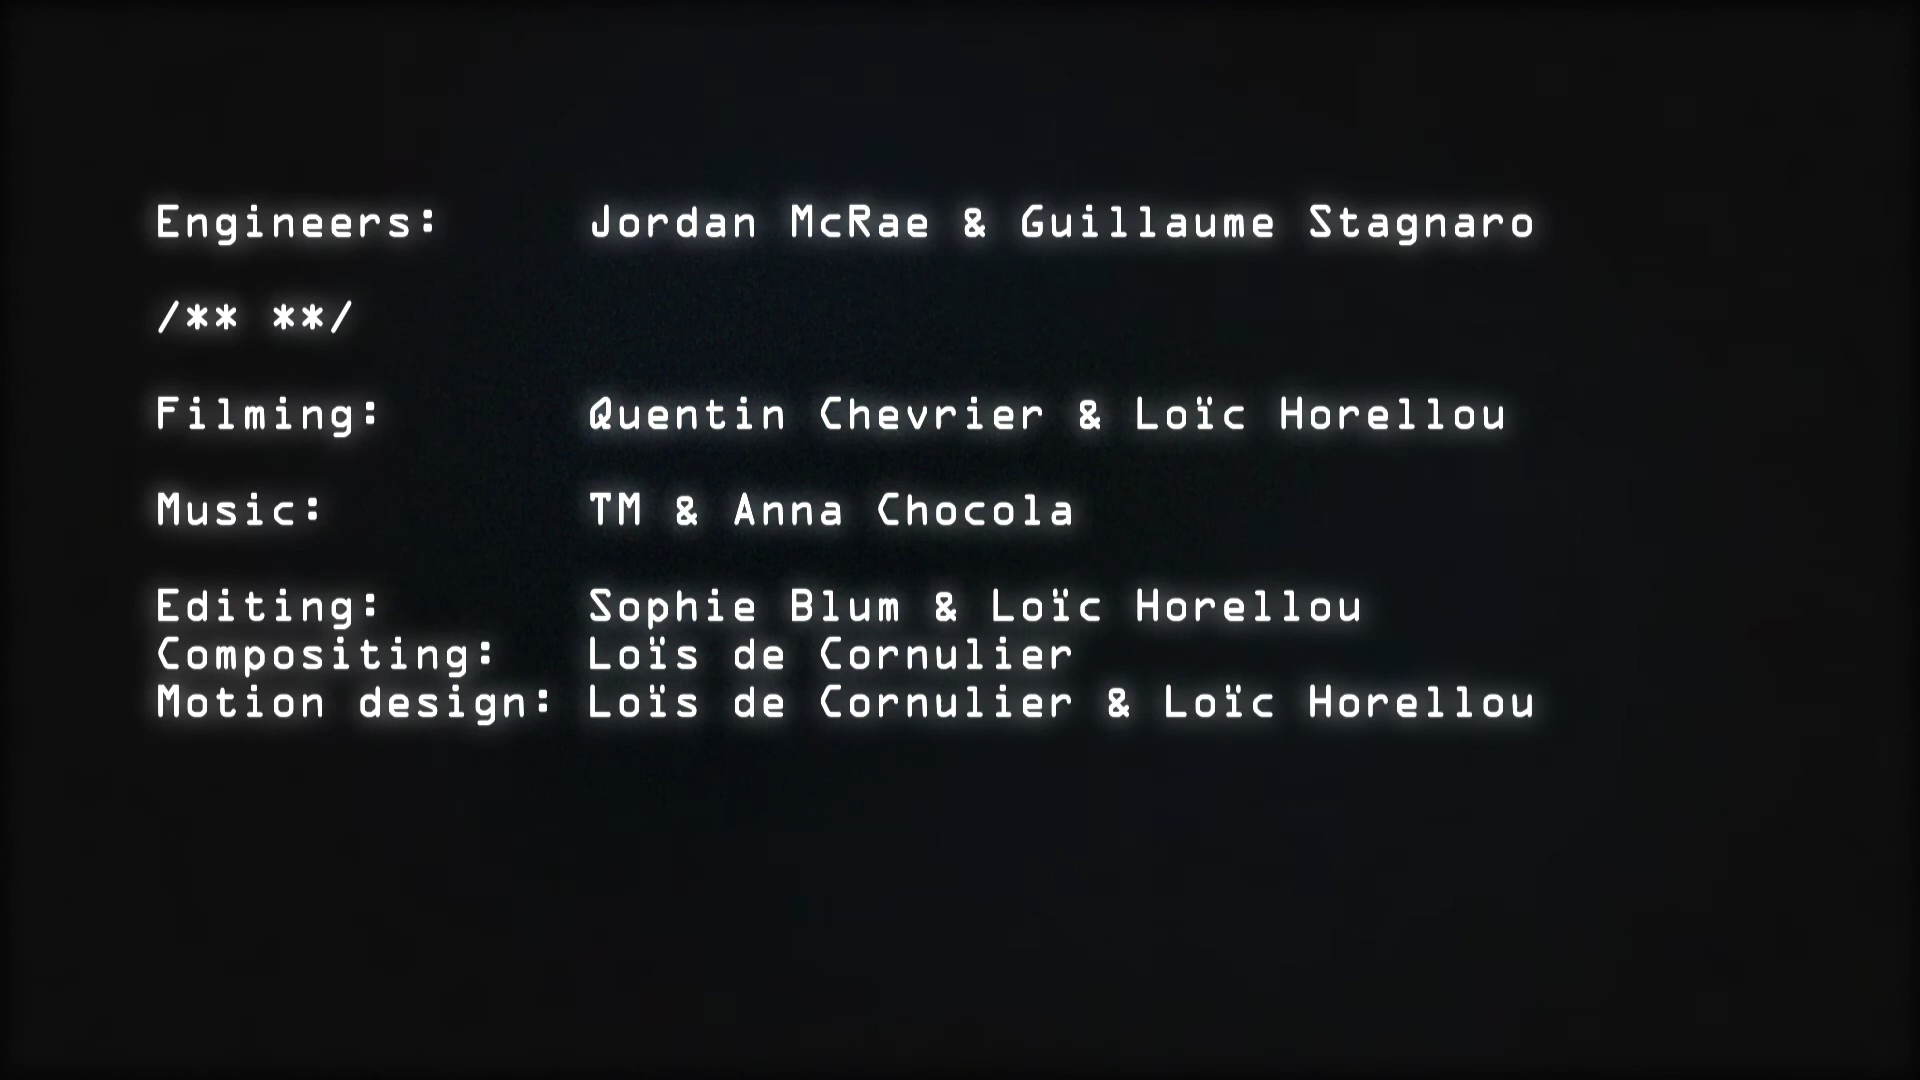 Engineers: Jordan McRae & Guillaume Stagnaro
/** **/
Filming: Quentin Chevrier & Loïc Horellou
Music: TM & Anna Chocola
Editing: Sophie Blum & Loïc Horellou
Compositing: Loïs de Cornulier
Motion design: Loïs de Cornulier & Loïc Horellou